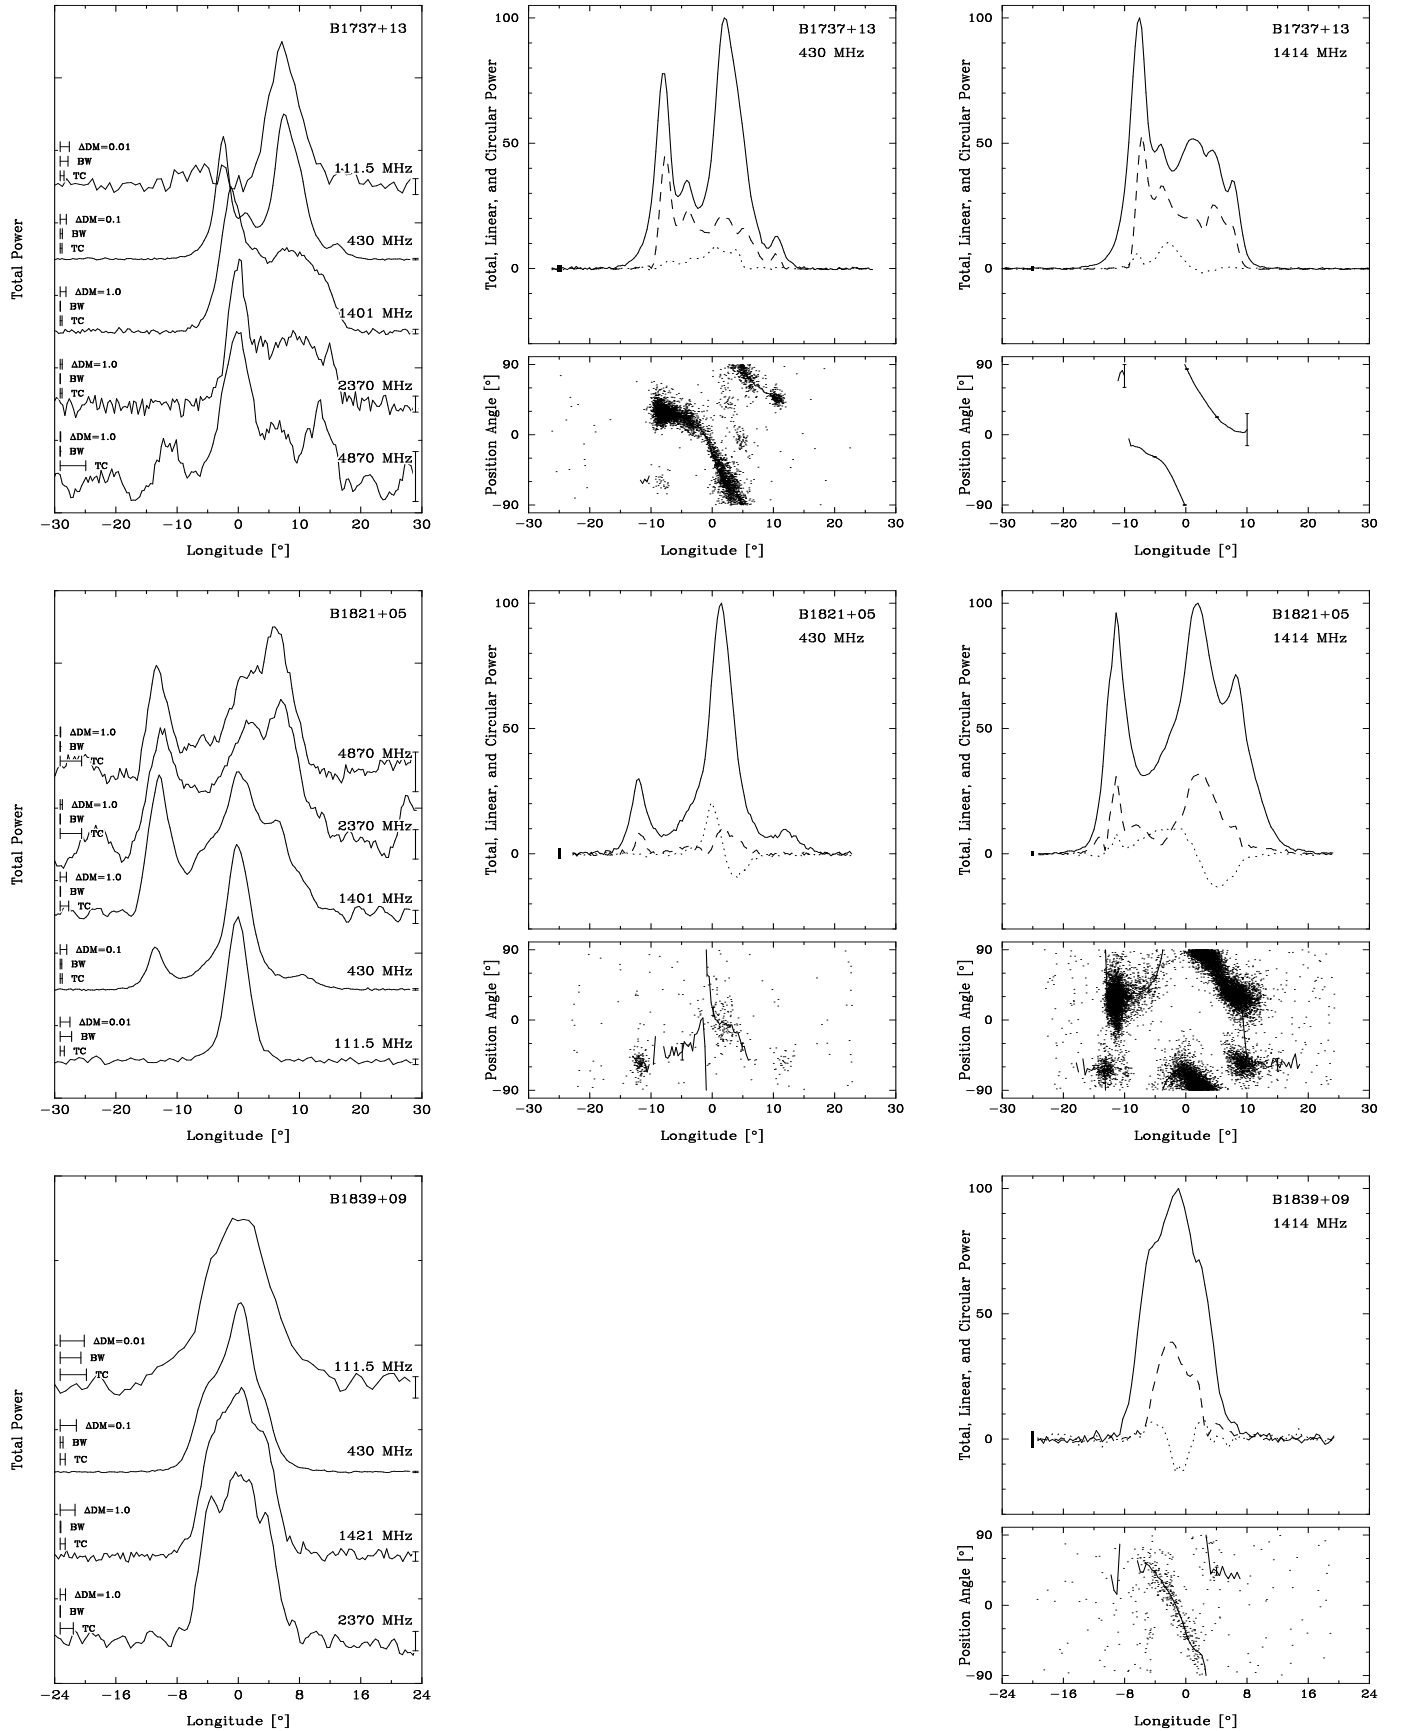 B1737+13
ΔDM=0.01
BW
TC
111.5 MHz
ΔDM=0.1
BW
TC
430 MHz
ΔDM=1.0
BW
TC
1401 MHz
ΔDM=1.0
BW
TC
2370 MHz
ΔDM=1.0
BW
TC
4870 MHz
Total Power
−30 −20 −10 0 10 20 30
Longitude [°]
B1737+13
430 MHz
100
50
0
Total, Linear, and Circular Power
90
0
−90
Position Angle [°]
−30 −20 −10 0 10 20 30
Longitude [°]
B1737+13
1414 MHz
100
50
0
Total, Linear, and Circular Power
90
0
−90
Position Angle [°]
−30 −20 −10 0 10 20 30
Longitude [°]
B1821+05
ΔDM=1.0
BW
TC
4870 MHz
ΔDM=1.0
BW
TC
2370 MHz
ΔDM=1.0
BW
TC
1401 MHz
ΔDM=0.1
BW
TC
430 MHz
ΔDM=0.01
BW
TC
111.5 MHz
Total Power
−30 −20 −10 0 10 20 30
Longitude [°]
B1821+05
430 MHz
100
50
0
Total, Linear, and Circular Power
90
0
−90
Position Angle [°]
−30 −20 −10 0 10 20 30
Longitude [°]
B1821+05
1414 MHz
100
50
0
Total, Linear, and Circular Power
90
0
−90
Position Angle [°]
−30 −20 −10 0 10 20 30
Longitude [°]
B1839+09
ΔDM=0.01
BW
TC
111.5 MHz
ΔDM=0.1
BW
TC
430 MHz
ΔDM=1.0
BW
TC
1421 MHz
ΔDM=1.0
BW
TC
2370 MHz
Total Power
−24 −16 −8 0 8 16 24
Longitude [°]
B1839+09
1414 MHz
100
50
0
Total, Linear, and Circular Power
90
0
−90
Position Angle [°]
−24 −16 −8 0 8 16 24
Longitude [°]